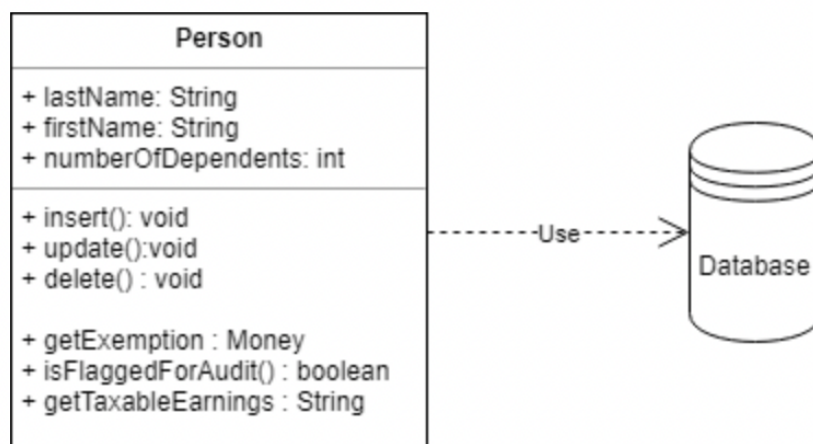 Person
+ lastName: String
+ firstName: String
+ numberOfDependents: int
+ insert(): void
+ update():void
+ delete() : void
+ getExemption : Money
+ isFlaggedForAudit() : boolean
+ getTaxableEarnings : String
Use
Database